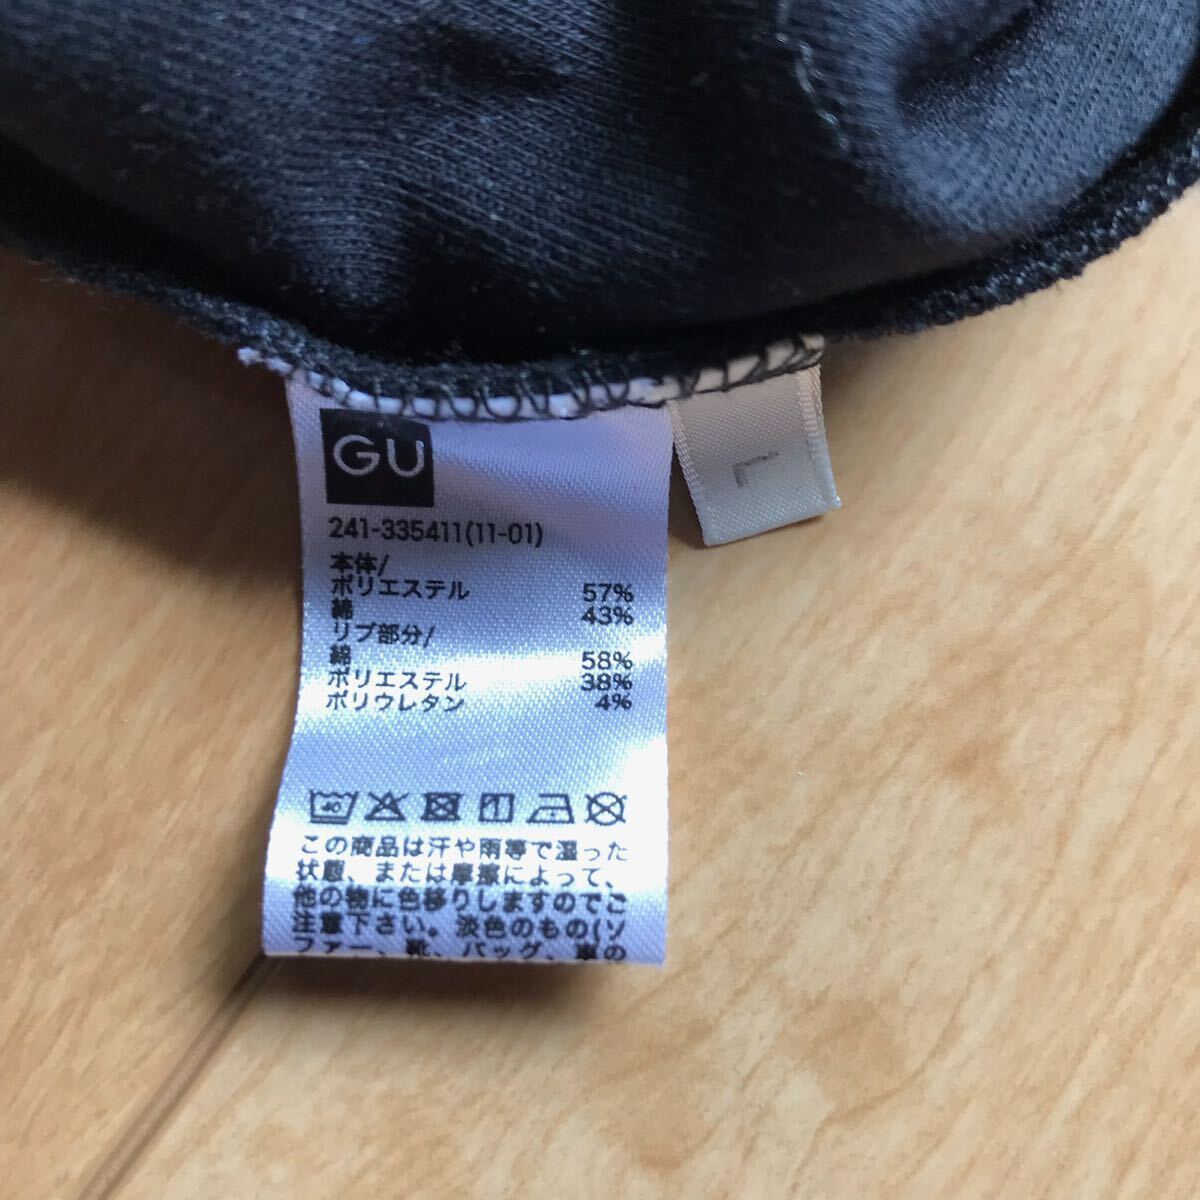 GU
L
241-335411(11-01)
本体/
ポリエステル 57%
綿 43%
リブ部分/
綿 58%
ポリエステル 38%
ポリウレタン 4%
40
この商品は汗や雨等で湿った
状態、または摩擦によって、
他の物に色移りしますのでご
注意下さい。淡色のもの(ソ
ファー、靴、バッグ、車の